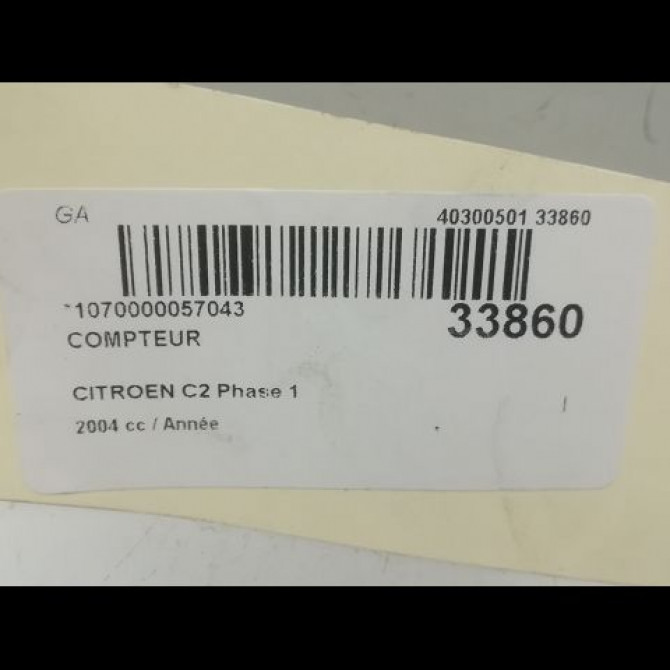 GA 40300501 33860
-1070000057043 33860
COMPTEUR
CITROEN C2 Phase 1
2004 cc / Année